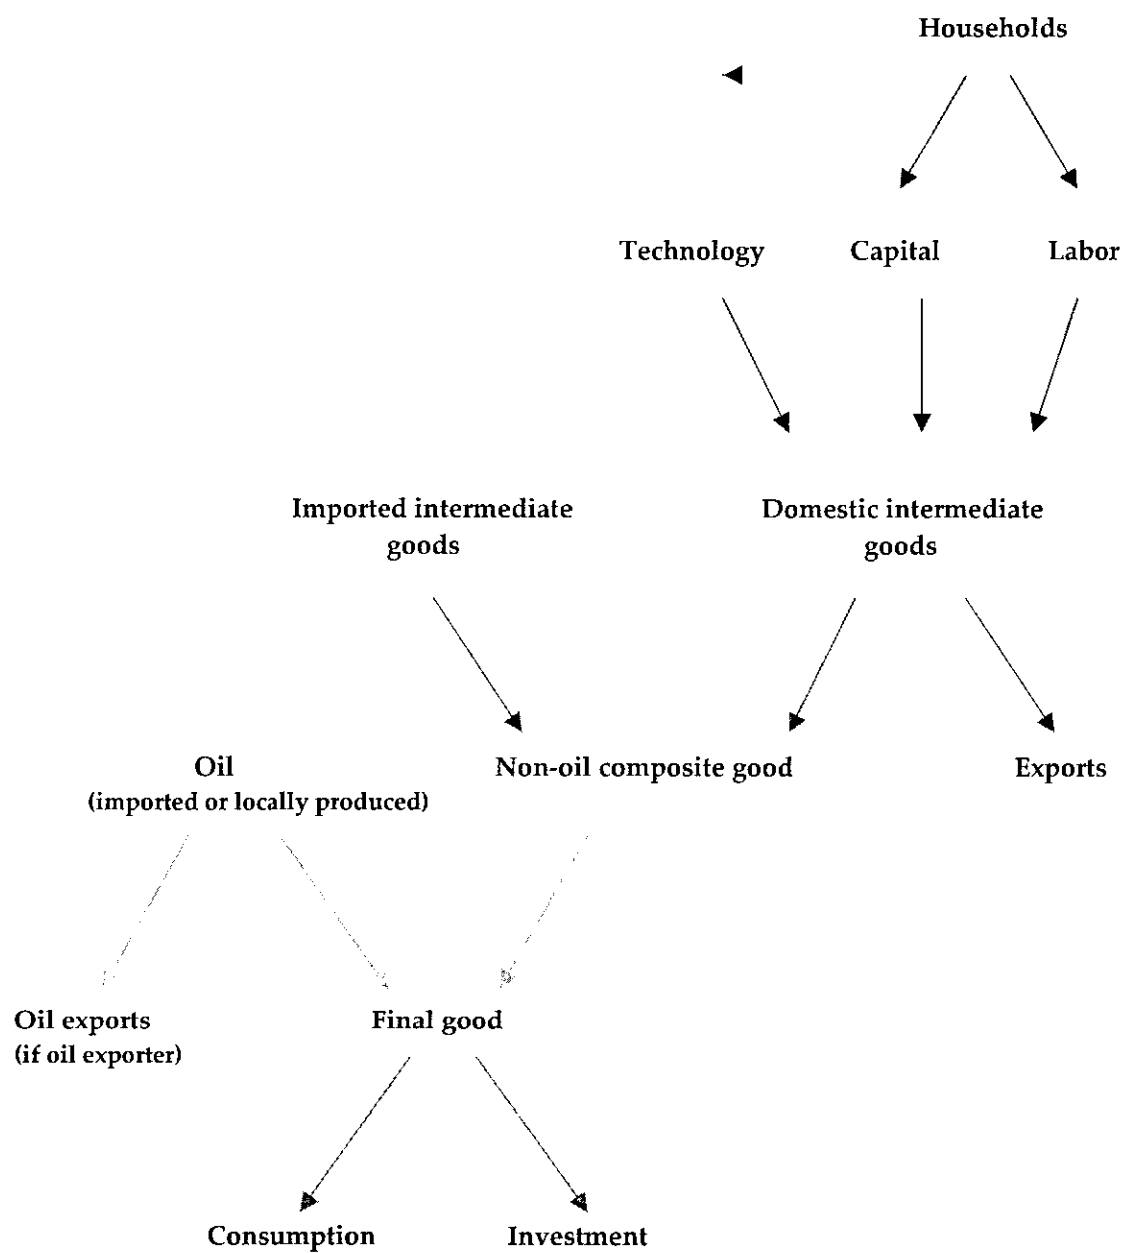 Households
Technology
Capital
Labor
Imported intermediate
goods
Domestic intermediate
goods
Oil
(imported or locally produced)
Non-oil composite good
Exports
Oil exports
(if oil exporter)
Final good
Consumption
Investment